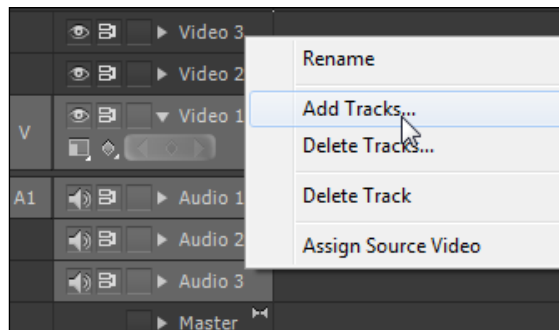 Video 3
Rename
Video 2
Add Tracks...
V
Video 1
Delete Tracks...
A1
Audio 1
Delete Track
Audio 2
Assign Source Video
Audio 3
Master